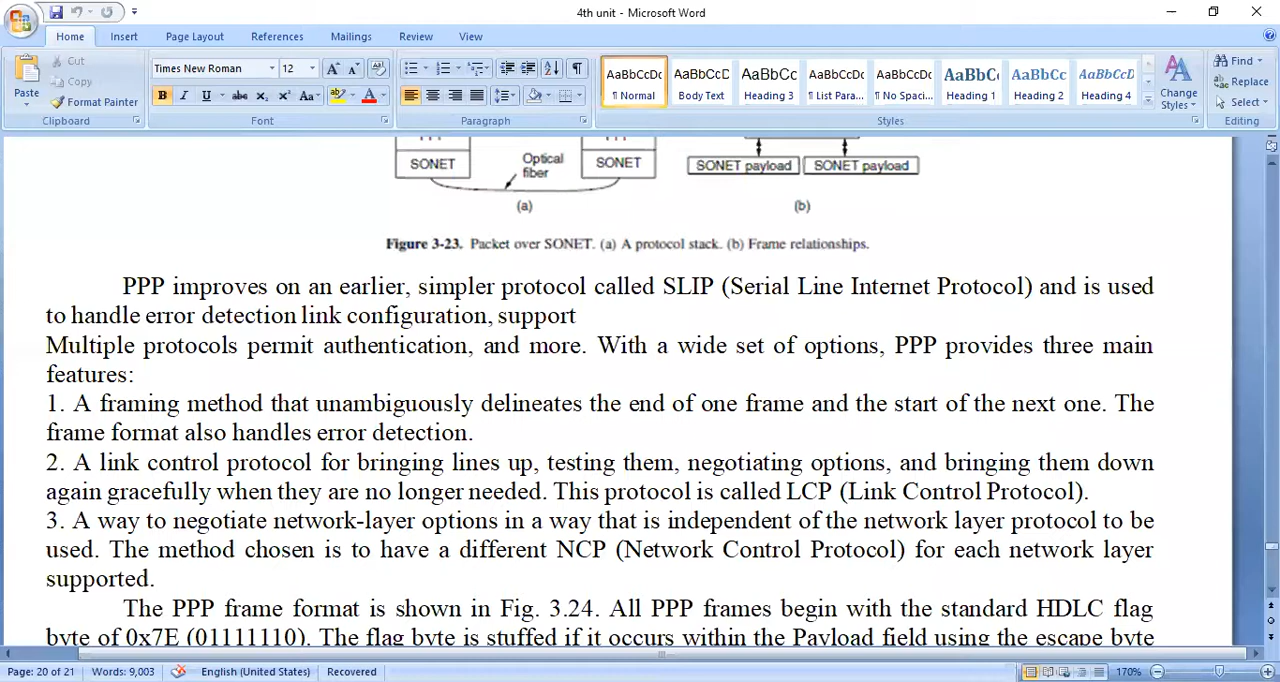 4th unit - Microsoft Word
Home Insert Page Layout References Mailings Review View
Paste
Cut
Copy
Format Painter
Clipboard
Times New Roman 12
B I U abc X₂ X² Aa A
Font
Paragraph
AaBbCcDc AaBbCcD AaBbCc AaBbCcDc AaBbCcDc AaBbC AaBbCc AaBbCcD
¶ Normal Body Text Heading 3 ¶ List Para... ¶ No Spaci... Heading 1 Heading 2 Heading 4
Styles
Change
Styles
Find
Replace
Select
Editing
SONET
Optical
fiber
SONET
SONET payload SONET payload
(a) (b)
Figure 3-23. Packet over SONET. (a) A protocol stack. (b) Frame relationships.
PPP improves on an earlier, simpler protocol called SLIP (Serial Line Internet Protocol) and is used
to handle error detection link configuration, support
Multiple protocols permit authentication, and more. With a wide set of options, PPP provides three main
features:
1. A framing method that unambiguously delineates the end of one frame and the start of the next one. The
frame format also handles error detection.
2. A link control protocol for bringing lines up, testing them, negotiating options, and bringing them down
again gracefully when they are no longer needed. This protocol is called LCP (Link Control Protocol).
3. A way to negotiate network-layer options in a way that is independent of the network layer protocol to be
used. The method chosen is to have a different NCP (Network Control Protocol) for each network layer
supported.
The PPP frame format is shown in Fig. 3.24. All PPP frames begin with the standard HDLC flag
byte of 0x7E (01111110). The flag byte is stuffed if it occurs within the Payload field using the escape byte
Page: 20 of 21 Words: 9,003 English (United States) Recovered 170%